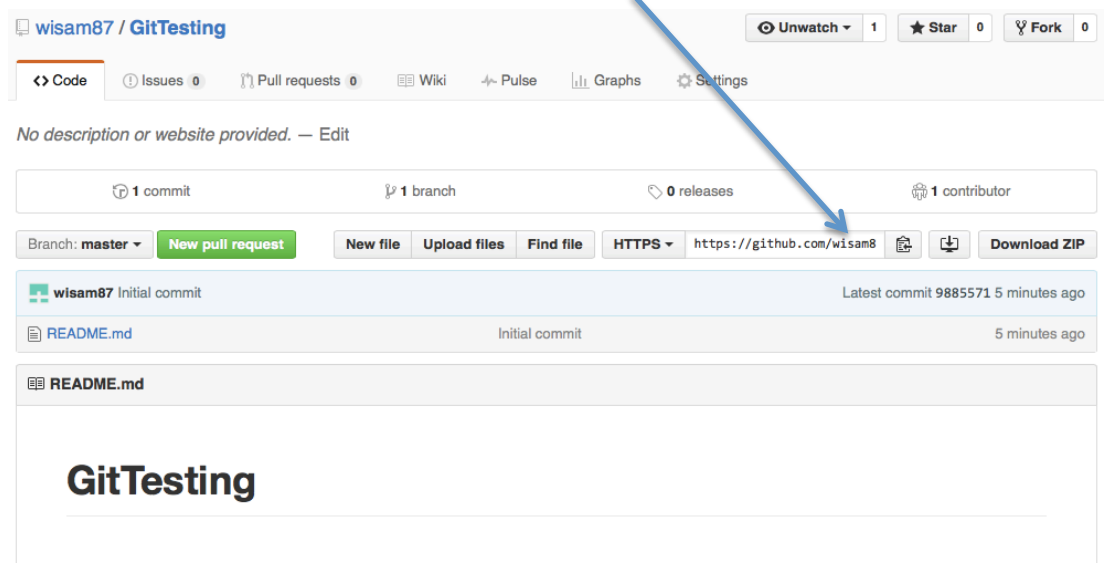 wisam87 / GitTesting Unwatch 1 Star 0 Fork 0
Code Issues 0 Pull requests 0 Wiki Pulse Graphs Settings
No description or website provided. — Edit
1 commit 1 branch 0 releases 1 contributor
Branch: master New pull request New file Upload files Find file HTTPS https://github.com/wisam8 Download ZIP
wisam87 Initial commit Latest commit 9885571 5 minutes ago
README.md Initial commit 5 minutes ago
README.md
GitTesting